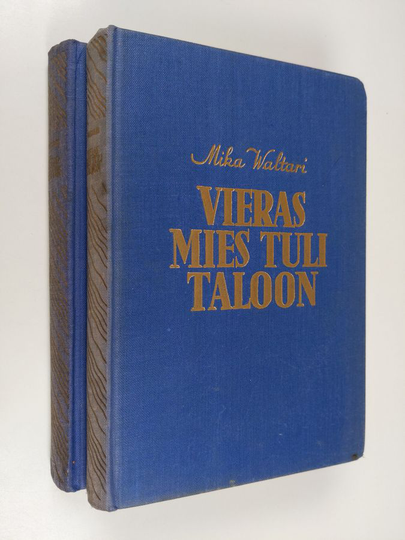 Mika Waltari
VIERAS
MIES TULI
TALOON